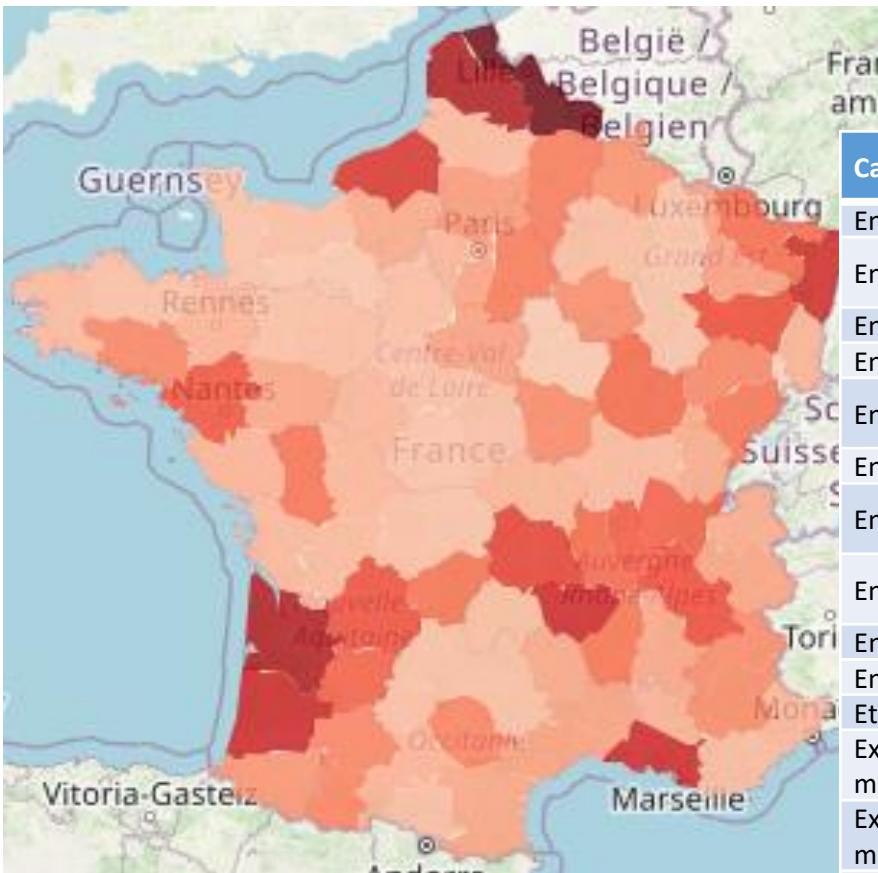 België /
Belgique /
Belgien
Lille
Fra
am
Guernsey
Luxembourg
Paris
Grand Est
Rennes
Centre-Val
de Loire
Nantes
France
Suisse
Auvergne
Rhône-Alpes
Nouvelle
Aquitaine
Tori
Mona
Occitanie
Vitoria-Gasteiz
Marseille
Andorra
Ca
En
En
En
En
En
En
En
En
En
En
Et
Ex
m
Ex
m